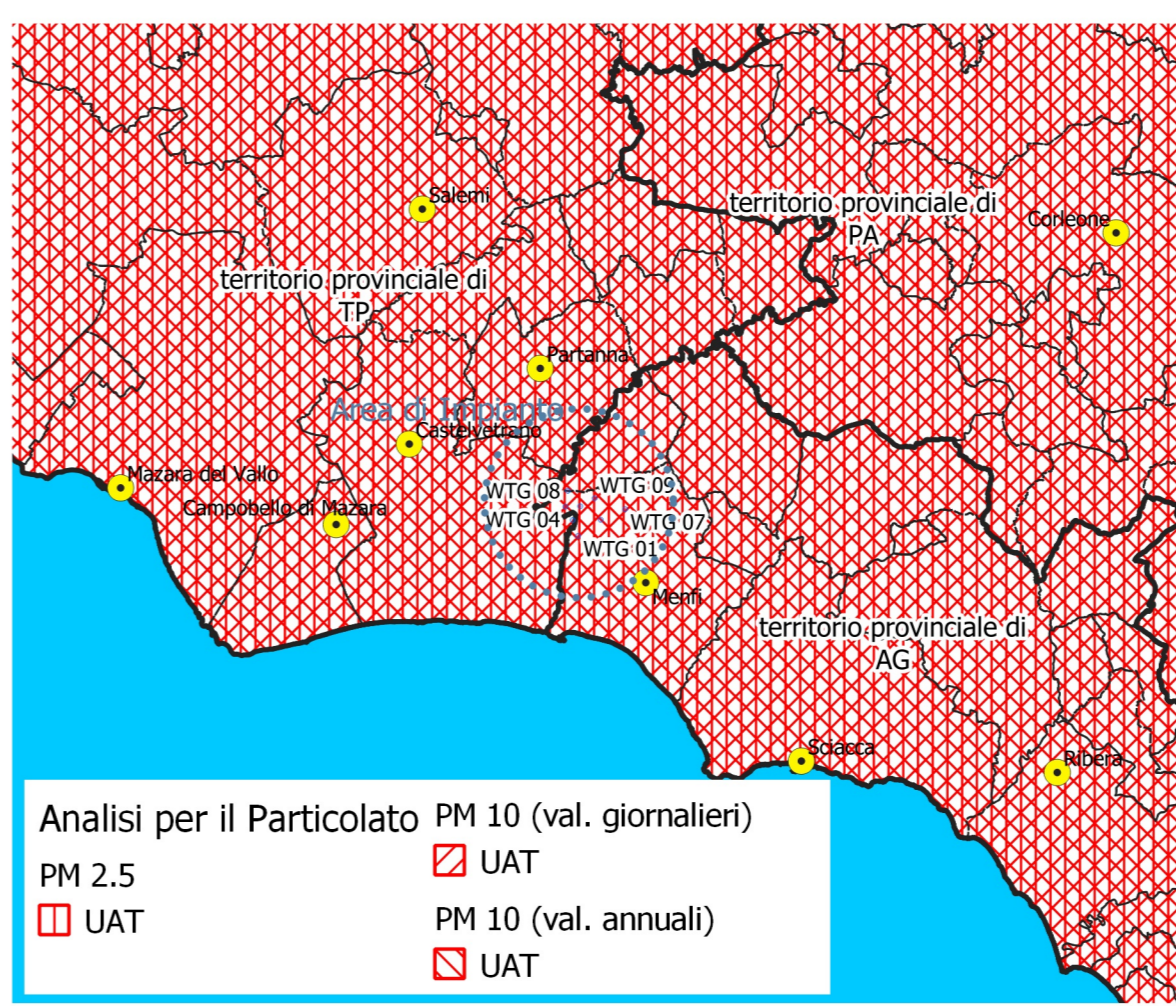 Salemi
territorio provinciale di
PA
Corleone
territorio provinciale di
TP
Partanna
Area di Impianto
Castelvetrano
Mazara del Vallo
WTG 08
WTG 09
Campobello di Mazara
WTG 04
WTG 07
WTG 01
Menfi
territorio provinciale di
AG
Sciacca
Ribera
Analisi per il Particolato
PM 2.5
UAT
PM 10 (val. giornalieri)
UAT
PM 10 (val. annuali)
UAT